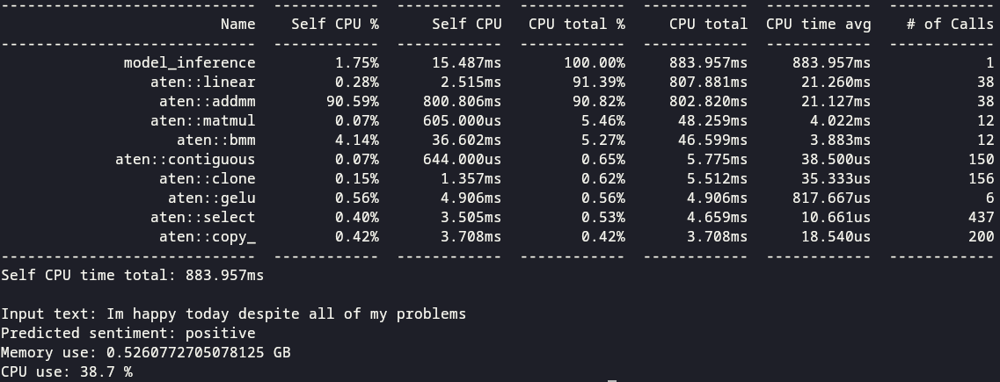 -----------------------------  ------------  ------------  ------------  ------------  ------------  ------------
                         Name    Self CPU %      Self CPU   CPU total %     CPU total  CPU time avg    # of Calls
-----------------------------  ------------  ------------  ------------  ------------  ------------  ------------
              model_inference         1.75%      15.487ms       100.00%     883.957ms     883.957ms             1
                 aten::linear         0.28%       2.515ms        91.39%     807.881ms      21.260ms            38
                  aten::addmm        90.59%     800.806ms        90.82%     802.820ms      21.127ms            38
                 aten::matmul         0.07%     605.000us         5.46%      48.259ms       4.022ms            12
                    aten::bmm         4.14%      36.602ms         5.27%      46.599ms       3.883ms            12
             aten::contiguous         0.07%     644.000us         0.65%       5.775ms      38.500us           150
                  aten::clone         0.15%       1.357ms         0.62%       5.512ms      35.333us           156
                   aten::gelu         0.56%       4.906ms         0.56%       4.906ms     817.667us             6
                 aten::select         0.40%       3.505ms         0.53%       4.659ms      10.661us           437
                  aten::copy_         0.42%       3.708ms         0.42%       3.708ms      18.540us           200
-----------------------------  ------------  ------------  ------------  ------------  ------------  ------------
Self CPU time total: 883.957ms

Input text: Im happy today despite all of my problems
Predicted sentiment: positive
Memory use: 0.5260772705078125 GB
CPU use: 38.7 %